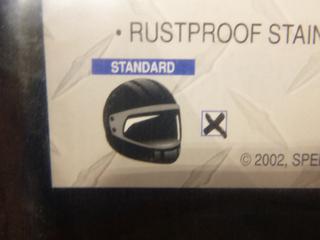 • RUSTPROOF STAIN
STANDARD
© 2002, SPE